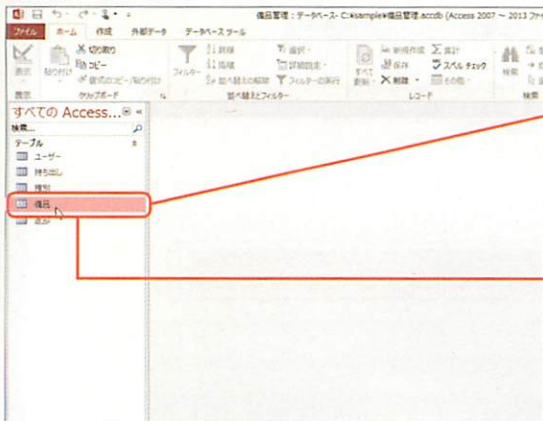 備品管理 : データベース- C:¥sample¥備品管理.accdb (Access 2007 ～ 2013 ファイ
ファイル ホーム 作成 外部データ データベース ツール
表示
貼り付け
切り取り
コピー
書式のコピー/貼り付け
フィルター
昇順
降順
並べ替えの解除
選択
詳細設定
フィルターの実行
すべて
更新
新規作成
保存
削除
集計
スペル チェック
その他
検索
表示 クリップボード 並べ替えとフィルター レコード 検索
すべての Access...
検索...
テーブル
ユーザー
持ち出し
種別
備品